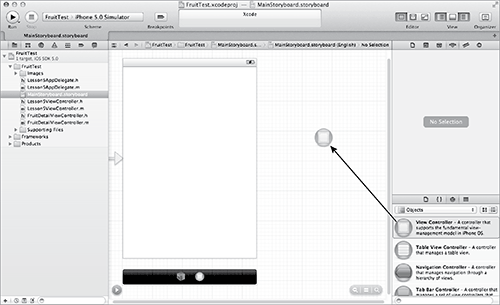 FruitTest.xcodeproj — MainStoryboard.storyboard
FruitTest
iPhone 5.0 Simulator
Xcode
Run
Stop
Scheme
Breakpoints
Editor
View
Organizer
MainStoryboard.storyboard
FruitTest
FruitTest
MainStoryboard.s...
MainStoryboard.storyboard (English)
No Selection
FruitTest
1 target, iOS SDK 5.0
FruitTest
Images
Lesson5AppDelegate.h
Lesson5AppDelegate.m
MainStoryboard.storyboard
Lesson5ViewController.h
Lesson5ViewController.m
FruitDetailViewController.h
FruitDetailViewController.m
Supporting Files
Frameworks
Products
No Selection
Objects
View Controller – A controller that
supports the fundamental view-
management model in iPhone OS.
Table View Controller – A controller
that manages a table view.
Navigation Controller – A controller
that manages navigation through a
hierarchy of views.
Tab Bar Controller – A controller